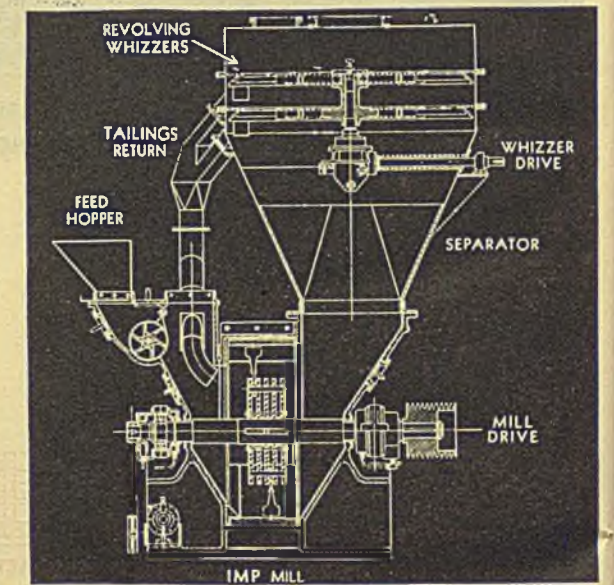 REVOLVING
WHIZZERS
TAILINGS
RETURN
WHIZZER
DRIVE
FEED
HOPPER
SEPARATOR
MILL
DRIVE
IMP MILL